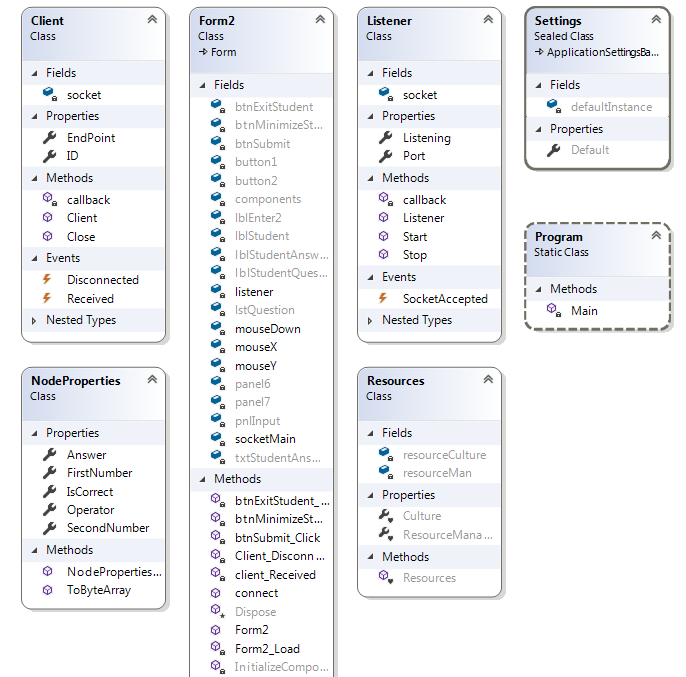 Client
Class
Fields
socket
Properties
EndPoint
ID
Methods
callback
Client
Close
Events
Disconnected
Received
Nested Types
NodeProperties
Class
Properties
Answer
FirstNumber
IsCorrect
Operator
SecondNumber
Methods
NodeProperties...
ToByteArray
Form2
Class
Form
Fields
btnExitStudent
btnMinimizeSt...
btnSubmit
button1
button2
components
lblEnter2
lblStudent
lblStudentAnsw...
lblStudentQues...
listener
lstQuestion
mouseDown
mouseX
mouseY
panel6
panel7
pnlInput
socketMain
txtStudentAns...
Methods
btnExitStudent_...
btnMinimizeSt...
btnSubmit_Click
Client_Disconn...
client_Received
connect
Dispose
Form2
Form2_Load
InitializeCompo...
Listener
Class
Fields
socket
Properties
Listening
Port
Methods
callback
Listener
Start
Stop
Events
SocketAccepted
Nested Types
Resources
Class
Fields
resourceCulture
resourceMan
Properties
Culture
ResourceMana...
Methods
Resources
Settings
Sealed Class
ApplicationSettingsBa...
Fields
defaultInstance
Properties
Default
Program
Static Class
Methods
Main